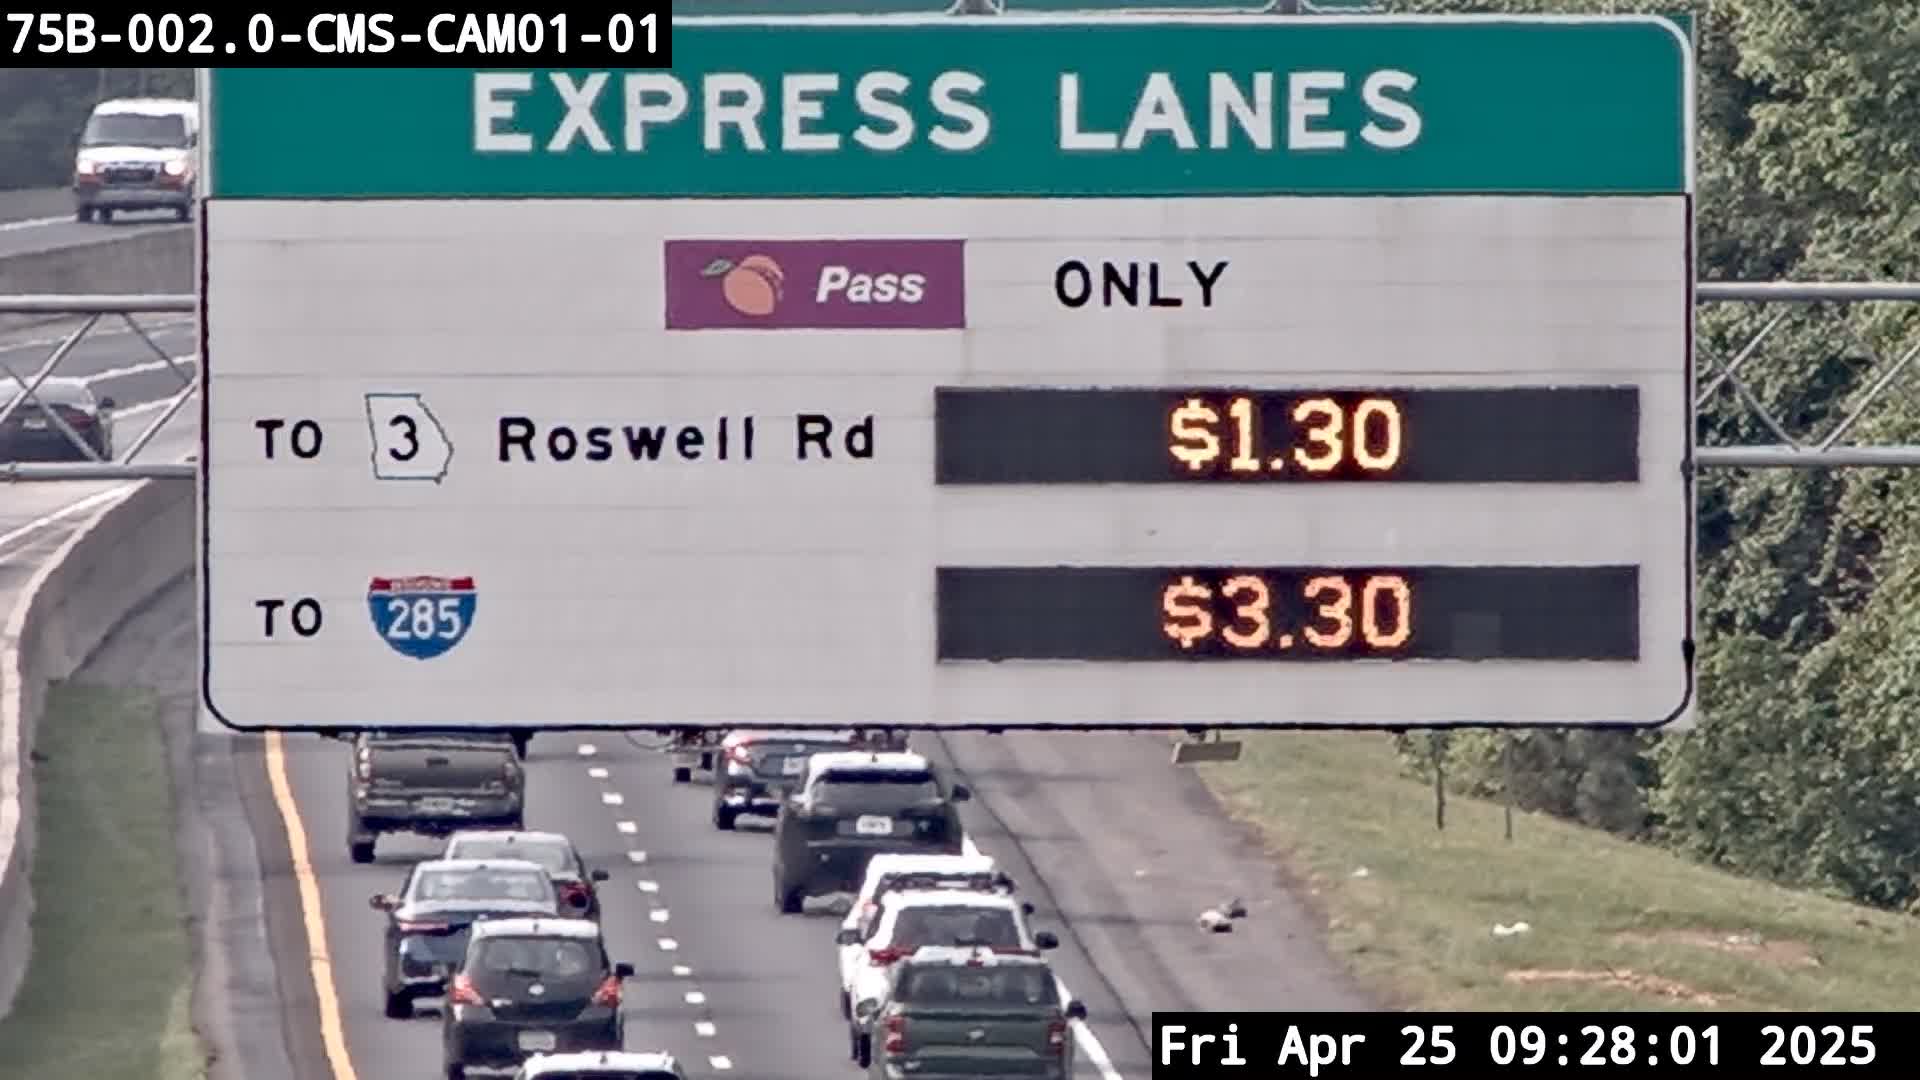 75B-002.0-CMS-CAM01-01
EXPRESS LANES
Pass ONLY
TO 3 Roswell Rd $1.30
TO 285 $3.30
Fri Apr 25 09:28:01 2025